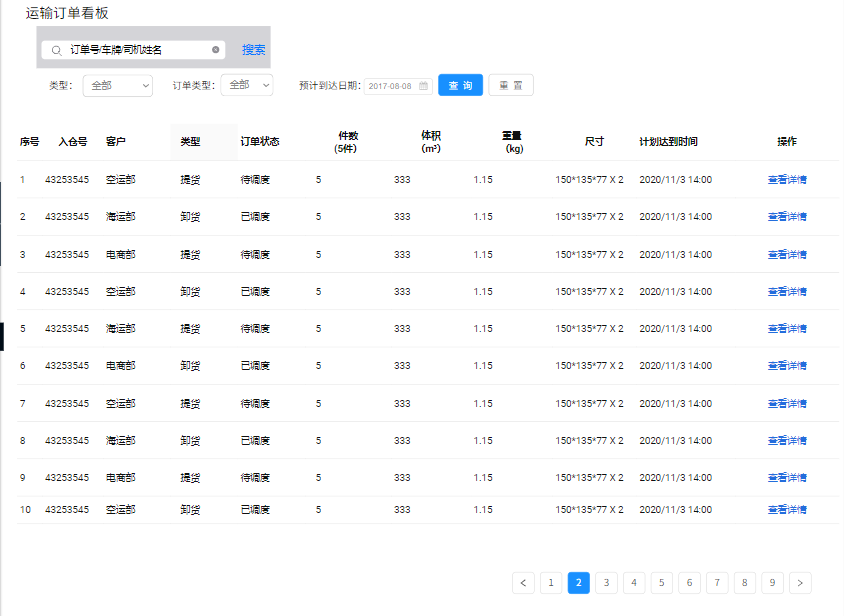 运输订单看板
订单号/车牌/司机姓名 搜索
类型： 全部 订单类型： 全部 预计到达日期： 2017-08-08 查 询 重 置
序号 入仓号 客户 类型 订单状态 件数 (5件) 体积 (m³) 重量 (kg) 尺寸 计划达到时间 操作
1 43253545 空运部 提货 待调度 5 333 1.15 150*135*77 X 2 2020/11/3 14:00 查看详情
2 43253545 海运部 卸货 已调度 5 333 1.15 150*135*77 X 2 2020/11/3 14:00 查看详情
3 43253545 电商部 提货 待调度 5 333 1.15 150*135*77 X 2 2020/11/3 14:00 查看详情
4 43253545 空运部 卸货 已调度 5 333 1.15 150*135*77 X 2 2020/11/3 14:00 查看详情
5 43253545 海运部 提货 待调度 5 333 1.15 150*135*77 X 2 2020/11/3 14:00 查看详情
6 43253545 电商部 卸货 已调度 5 333 1.15 150*135*77 X 2 2020/11/3 14:00 查看详情
7 43253545 空运部 提货 待调度 5 333 1.15 150*135*77 X 2 2020/11/3 14:00 查看详情
8 43253545 海运部 卸货 已调度 5 333 1.15 150*135*77 X 2 2020/11/3 14:00 查看详情
9 43253545 电商部 提货 待调度 5 333 1.15 150*135*77 X 2 2020/11/3 14:00 查看详情
10 43253545 空运部 卸货 已调度 5 333 1.15 150*135*77 X 2 2020/11/3 14:00 查看详情
< 1 2 3 4 5 6 7 8 9 >